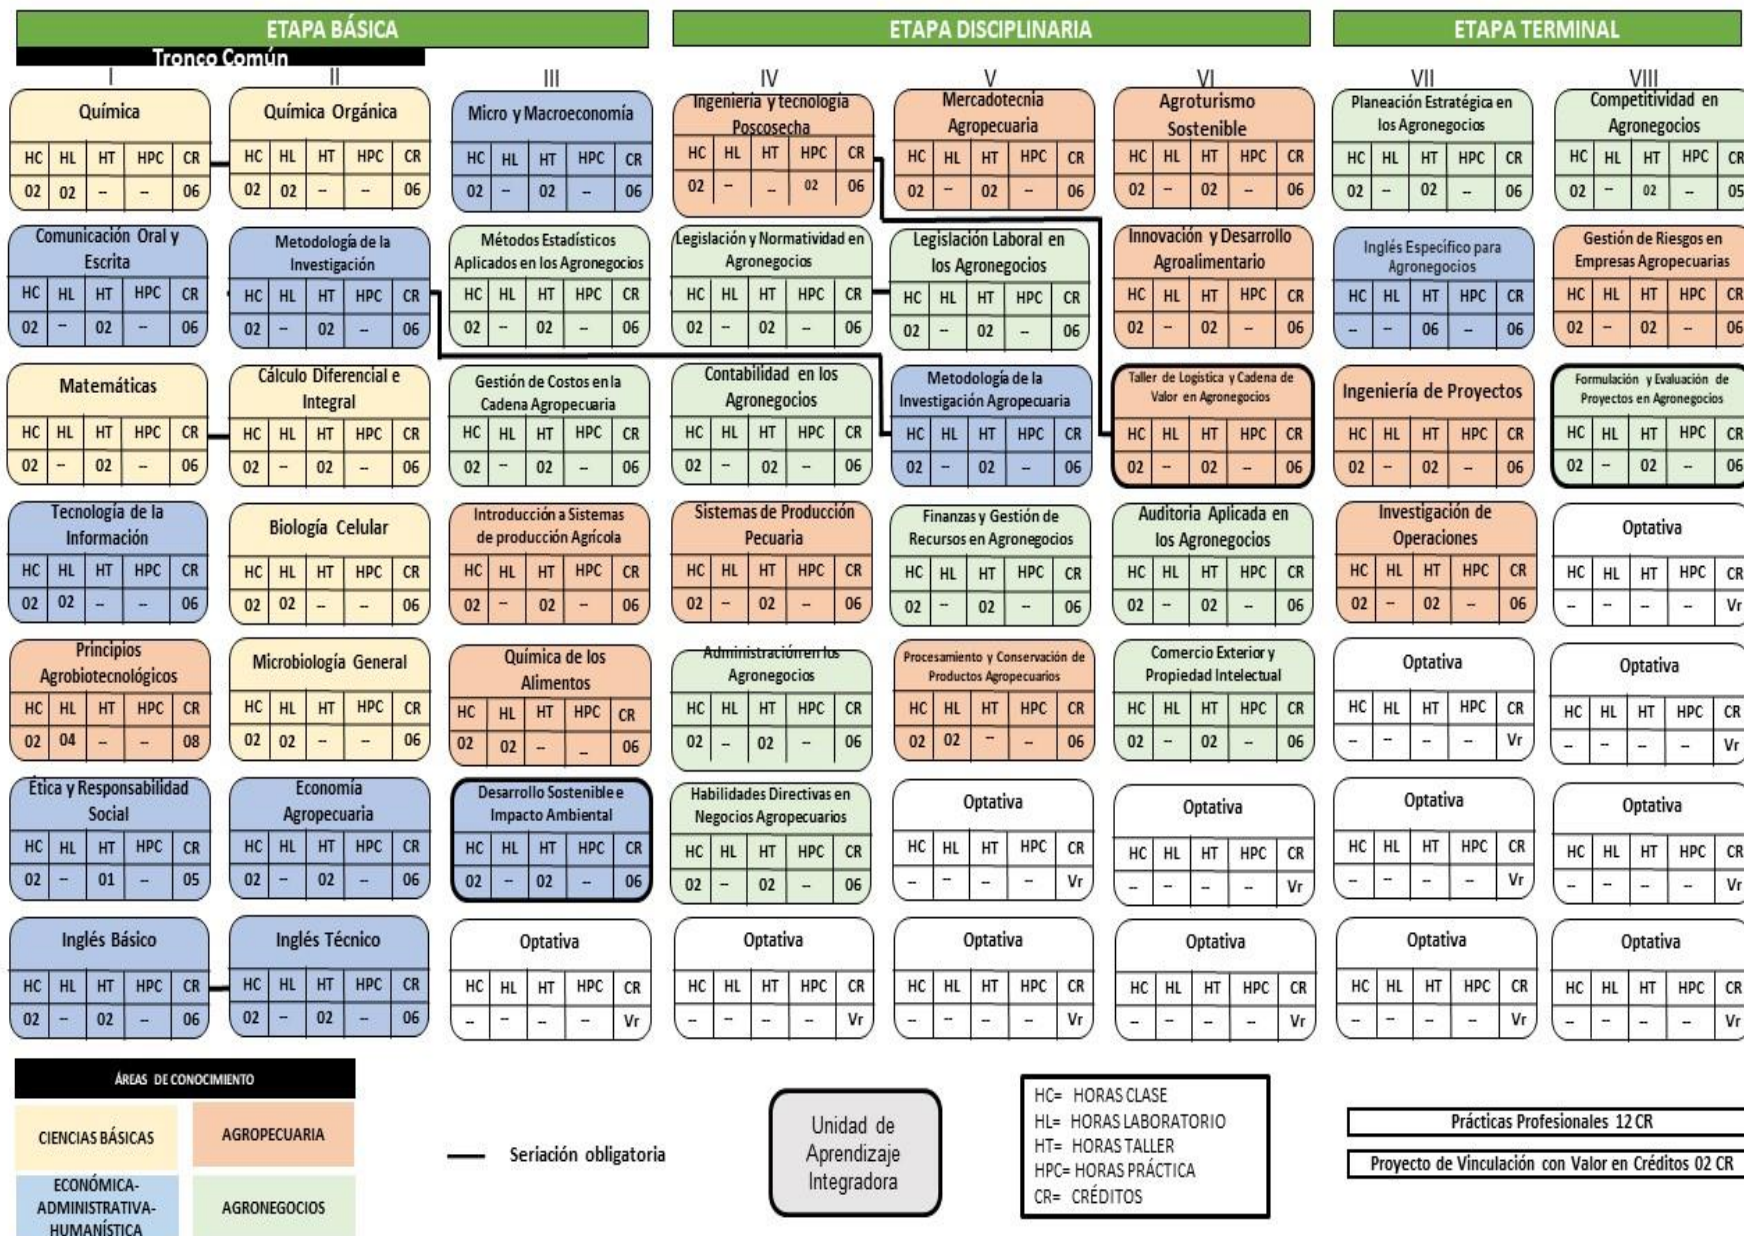 ETAPA BÁSICA ETAPA DISCIPLINARIA ETAPA TERMINAL
Tronco Común
I II III IV V VI VII VIII
Química
HC HL HT HPC CR
02 02 -- -- 06
Química Orgánica
HC HL HT HPC CR
02 02 -- -- 06
Micro y Macroeconomía
HC HL HT HPC CR
02 -- 02 -- 06
Ingeniería y tecnología
Poscosecha
HC HL HT HPC CR
02 -- -- 02 06
Mercadotecnia
Agropecuaria
HC HL HT HPC CR
02 -- 02 -- 06
Agroturismo
Sostenible
HC HL HT HPC CR
02 -- 02 -- 06
Planeación Estratégica en
los Agronegocios
HC HL HT HPC CR
02 -- 02 -- 06
Competitividad en
Agronegocios
HC HL HT HPC CR
02 -- 02 -- 05
Comunicación Oral y
Escrita
HC HL HT HPC CR
02 -- 02 -- 06
Metodología de la
Investigación
HC HL HT HPC CR
02 -- 02 -- 06
Métodos Estadísticos
Aplicados en los Agronegocios
HC HL HT HPC CR
02 -- 02 -- 06
Legislación y Normatividad en
Agronegocios
HC HL HT HPC CR
02 -- 02 -- 06
Legislación Laboral en
los Agronegocios
HC HL HT HPC CR
02 -- 02 -- 06
Innovación y Desarrollo
Agroalimentario
HC HL HT HPC CR
02 -- 02 -- 06
Inglés Específico para
Agronegocios
HC HL HT HPC CR
-- -- 06 -- 06
Gestión de Riesgos en
Empresas Agropecuarias
HC HL HT HPC CR
02 -- 02 -- 06
Matemáticas
HC HL HT HPC CR
02 -- 02 -- 06
Cálculo Diferencial e
Integral
HC HL HT HPC CR
02 -- 02 -- 06
Gestión de Costos en la
Cadena Agropecuaria
HC HL HT HPC CR
02 -- 02 -- 06
Contabilidad en los
Agronegocios
HC HL HT HPC CR
02 -- 02 -- 06
Metodología de la
Investigación Agropecuaria
HC HL HT HPC CR
02 -- 02 -- 06
Taller de Logística y Cadena de
Valor en Agronegocios
HC HL HT HPC CR
02 -- 02 -- 06
Ingeniería de Proyectos
HC HL HT HPC CR
02 -- 02 -- 06
Formulación y Evaluación de
Proyectos en Agronegocios
HC HL HT HPC CR
02 -- 02 -- 06
Tecnología de la
Información
HC HL HT HPC CR
02 02 -- -- 06
Biología Celular
HC HL HT HPC CR
02 02 -- -- 06
Introducción a Sistemas
de producción Agrícola
HC HL HT HPC CR
02 -- 02 -- 06
Sistemas de Producción
Pecuaria
HC HL HT HPC CR
02 -- 02 -- 06
Finanzas y Gestión de
Recursos en Agronegocios
HC HL HT HPC CR
02 -- 02 -- 06
Auditoria Aplicada en
los Agronegocios
HC HL HT HPC CR
02 -- 02 -- 06
Investigación de
Operaciones
HC HL HT HPC CR
02 -- 02 -- 06
Optativa
HC HL HT HPC CR
-- -- -- -- Vr
Principios
Agrobiotecnológicos
HC HL HT HPC CR
02 04 -- -- 08
Microbiología General
HC HL HT HPC CR
02 02 -- -- 06
Química de los
Alimentos
HC HL HT HPC CR
02 02 -- -- 06
Administración en los
Agronegocios
HC HL HT HPC CR
02 -- 02 -- 06
Procesamiento y Conservación de
Productos Agropecuarios
HC HL HT HPC CR
02 02 -- -- 06
Comercio Exterior y
Propiedad Intelectual
HC HL HT HPC CR
02 -- 02 -- 06
Optativa
HC HL HT HPC CR
-- -- -- -- Vr
Optativa
HC HL HT HPC CR
-- -- -- -- Vr
Ética y Responsabilidad
Social
HC HL HT HPC CR
02 -- 01 -- 05
Economía
Agropecuaria
HC HL HT HPC CR
02 -- 02 -- 06
Desarrollo Sostenible e
Impacto Ambiental
HC HL HT HPC CR
02 -- 02 -- 06
Habilidades Directivas en
Negocios Agropecuarios
HC HL HT HPC CR
02 -- 02 -- 06
Optativa
HC HL HT HPC CR
-- -- -- -- Vr
Optativa
HC HL HT HPC CR
-- -- -- -- Vr
Optativa
HC HL HT HPC CR
-- -- -- -- Vr
Optativa
HC HL HT HPC CR
-- -- -- -- Vr
Inglés Básico
HC HL HT HPC CR
02 -- 02 -- 06
Inglés Técnico
HC HL HT HPC CR
02 -- 02 -- 06
Optativa
HC HL HT HPC CR
-- -- -- -- Vr
Optativa
HC HL HT HPC CR
-- -- -- -- Vr
Optativa
HC HL HT HPC CR
-- -- -- -- Vr
Optativa
HC HL HT HPC CR
-- -- -- -- Vr
Optativa
HC HL HT HPC CR
-- -- -- -- Vr
Optativa
HC HL HT HPC CR
-- -- -- -- Vr
ÁREAS DE CONOCIMIENTO
CIENCIAS BÁSICAS
AGROPECUARIA
ECONÓMICA-
ADMINISTRATIVA-
HUMANÍSTICA
AGRONEGOCIOS
Seriación obligatoria
Unidad de
Aprendizaje
Integradora
HC= HORAS CLASE
HL= HORAS LABORATORIO
HT= HORAS TALLER
HPC= HORAS PRÁCTICA
CR= CRÉDITOS
Prácticas Profesionales 12 CR
Proyecto de Vinculación con Valor en Créditos 02 CR